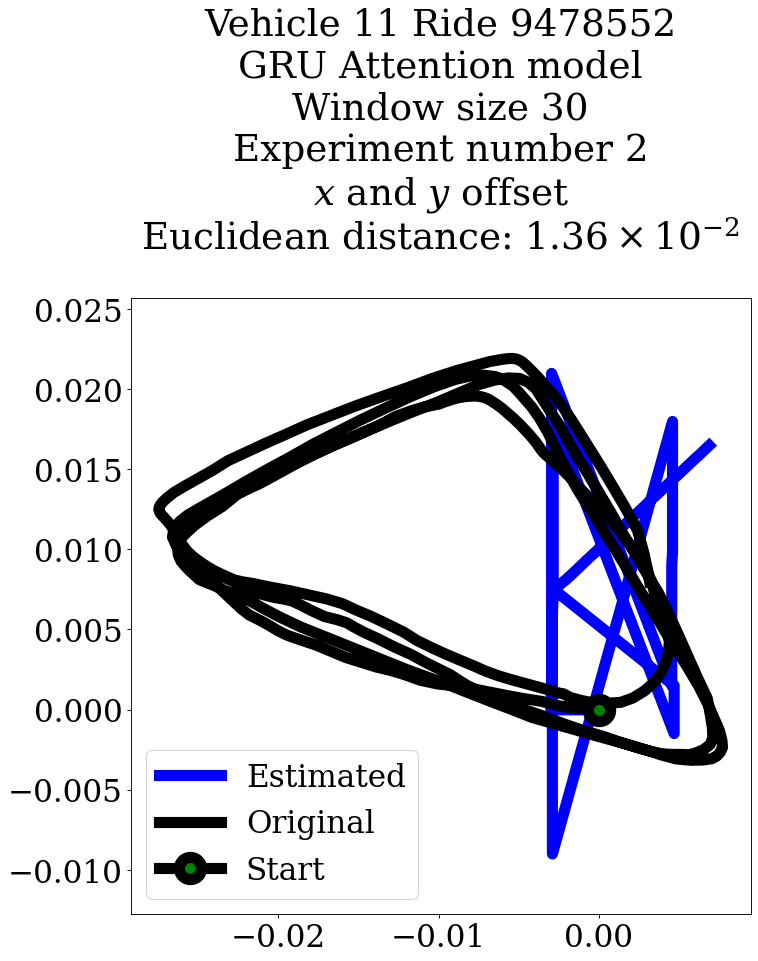 Vehicle 11 Ride 9478552
GRU Attention model
Window size 30
Experiment number 2
x and y offset
Euclidean distance: 1.36 × 10⁻²
0.025
0.020
0.015
0.010
0.005
0.000
−0.005
−0.010
Estimated
Original
Start
−0.02
−0.01
0.00